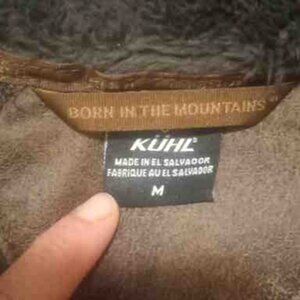 BORN IN THE MOUNTAINS
KÜHL
MADE IN EL SALVADOR
FABRIQUE AU EL SALVADOR
M